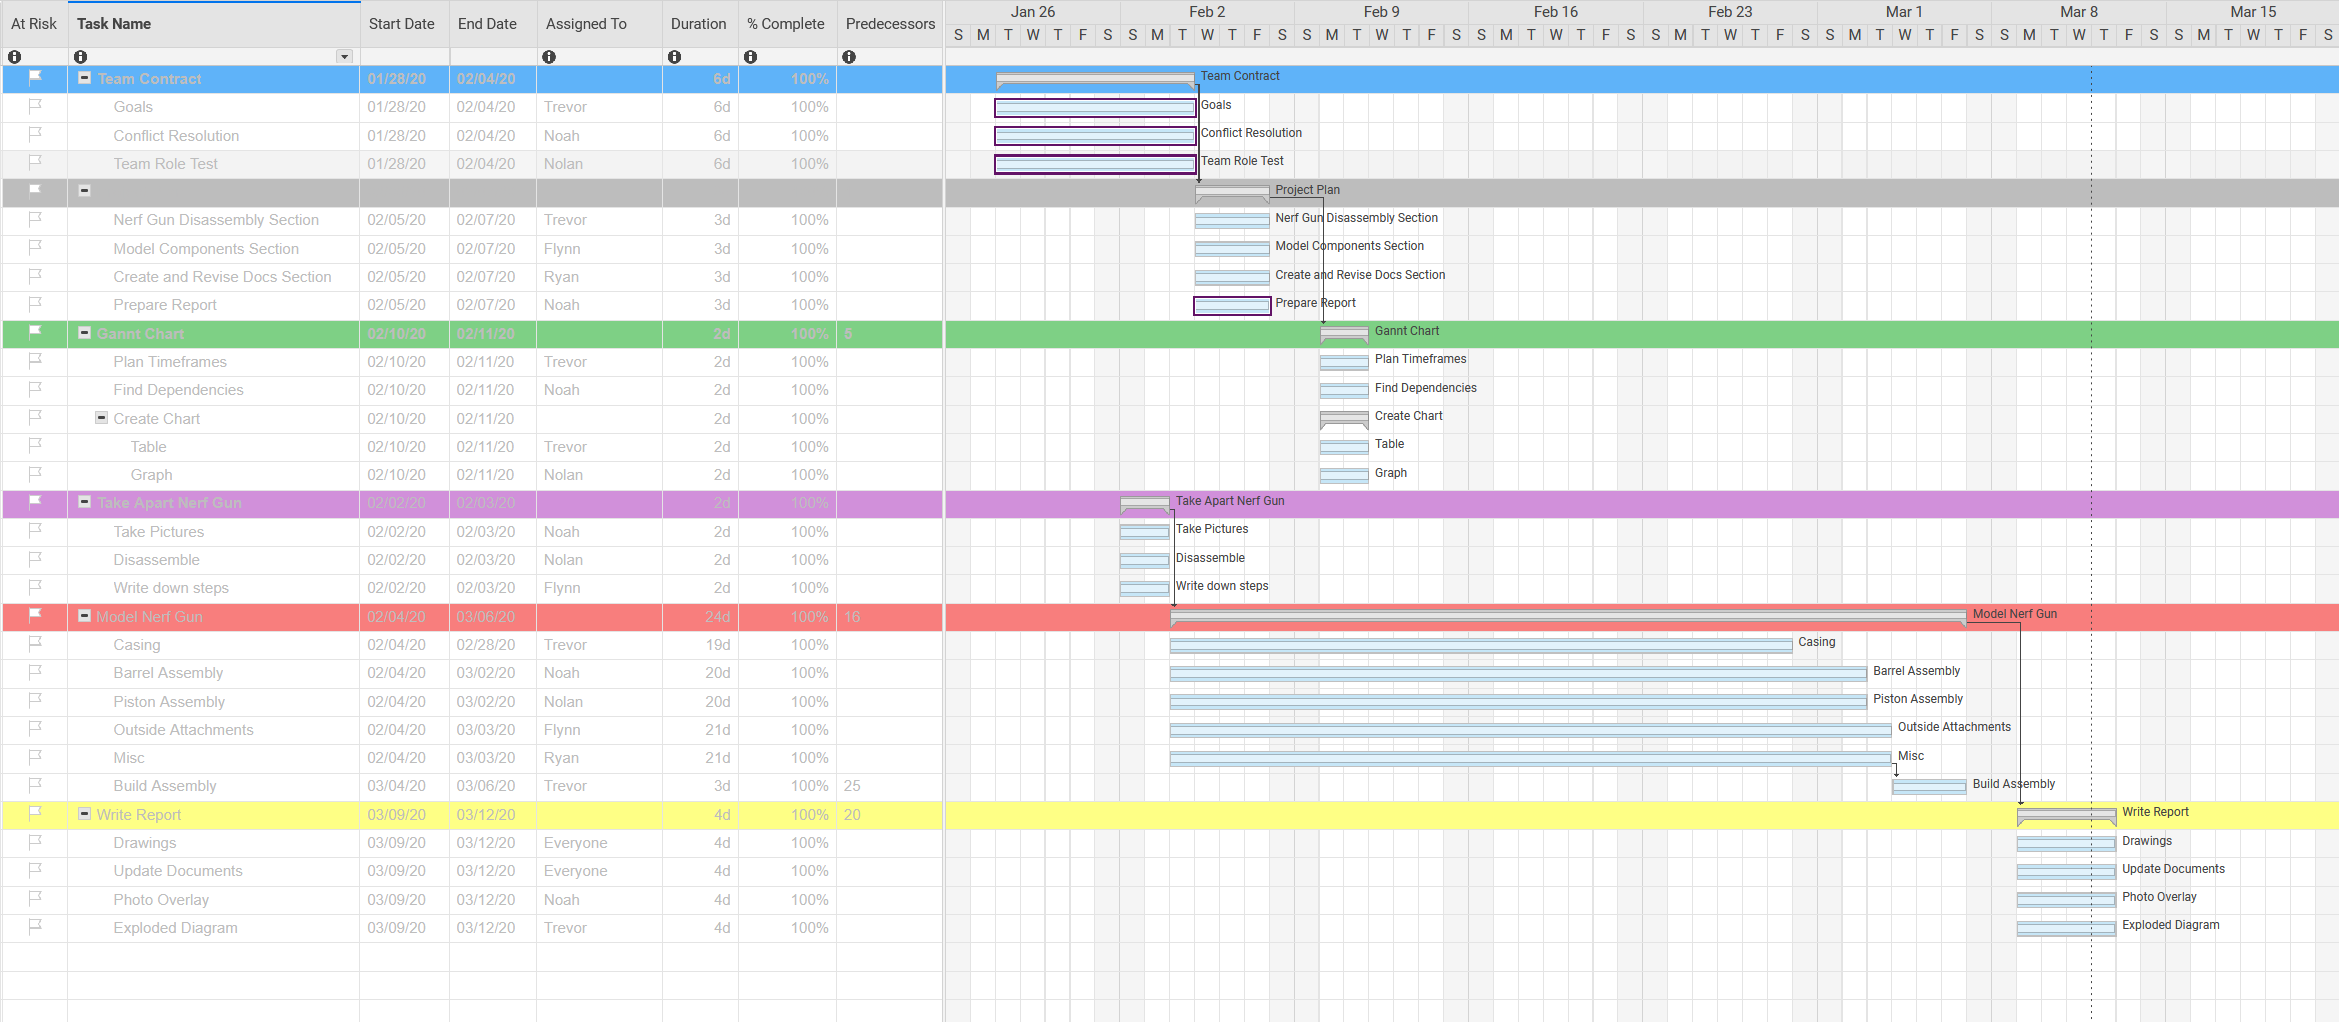 At Risk Task Name Start Date End Date Assigned To Duration % Complete Predecessors Jan 26 Feb 2 Feb 9 Feb 16 Feb 23 Mar 1 Mar 8 Mar 15
S M T W T F S S M T W T F S S M T W T F S S M T W T F S S M T W T F S S M T W T F S S M T W T F S S M T W T F S
Team Contract 01/28/20 02/04/20 6d 100% Team Contract
Goals 01/28/20 02/04/20 Trevor 6d 100% Goals
Conflict Resolution 01/28/20 02/04/20 Noah 6d 100% Conflict Resolution
Team Role Test 01/28/20 02/04/20 Nolan 6d 100% Team Role Test
Project Plan
Nerf Gun Disassembly Section 02/05/20 02/07/20 Trevor 3d 100% Nerf Gun Disassembly Section
Model Components Section 02/05/20 02/07/20 Flynn 3d 100% Model Components Section
Create and Revise Docs Section 02/05/20 02/07/20 Ryan 3d 100% Create and Revise Docs Section
Prepare Report 02/05/20 02/07/20 Noah 3d 100% Prepare Report
Gannt Chart 02/10/20 02/11/20 2d 100% 5 Gannt Chart
Plan Timeframes 02/10/20 02/11/20 Trevor 2d 100% Plan Timeframes
Find Dependencies 02/10/20 02/11/20 Noah 2d 100% Find Dependencies
Create Chart 02/10/20 02/11/20 2d 100% Create Chart
Table 02/10/20 02/11/20 Trevor 2d 100% Table
Graph 02/10/20 02/11/20 Nolan 2d 100% Graph
Take Apart Nerf Gun 02/02/20 02/03/20 2d 100% Take Apart Nerf Gun
Take Pictures 02/02/20 02/03/20 Noah 2d 100% Take Pictures
Disassemble 02/02/20 02/03/20 Nolan 2d 100% Disassemble
Write down steps 02/02/20 02/03/20 Flynn 2d 100% Write down steps
Model Nerf Gun 02/04/20 03/06/20 24d 100% 16 Model Nerf Gun
Casing 02/04/20 02/28/20 Trevor 19d 100% Casing
Barrel Assembly 02/04/20 03/02/20 Noah 20d 100% Barrel Assembly
Piston Assembly 02/04/20 03/02/20 Nolan 20d 100% Piston Assembly
Outside Attachments 02/04/20 03/03/20 Flynn 21d 100% Outside Attachments
Misc 02/04/20 03/03/20 Ryan 21d 100% Misc
Build Assembly 03/04/20 03/06/20 Trevor 3d 100% 25 Build Assembly
Write Report 03/09/20 03/12/20 4d 100% 20 Write Report
Drawings 03/09/20 03/12/20 Everyone 4d 100% Drawings
Update Documents 03/09/20 03/12/20 Everyone 4d 100% Update Documents
Photo Overlay 03/09/20 03/12/20 Noah 4d 100% Photo Overlay
Exploded Diagram 03/09/20 03/12/20 Trevor 4d 100% Exploded Diagram